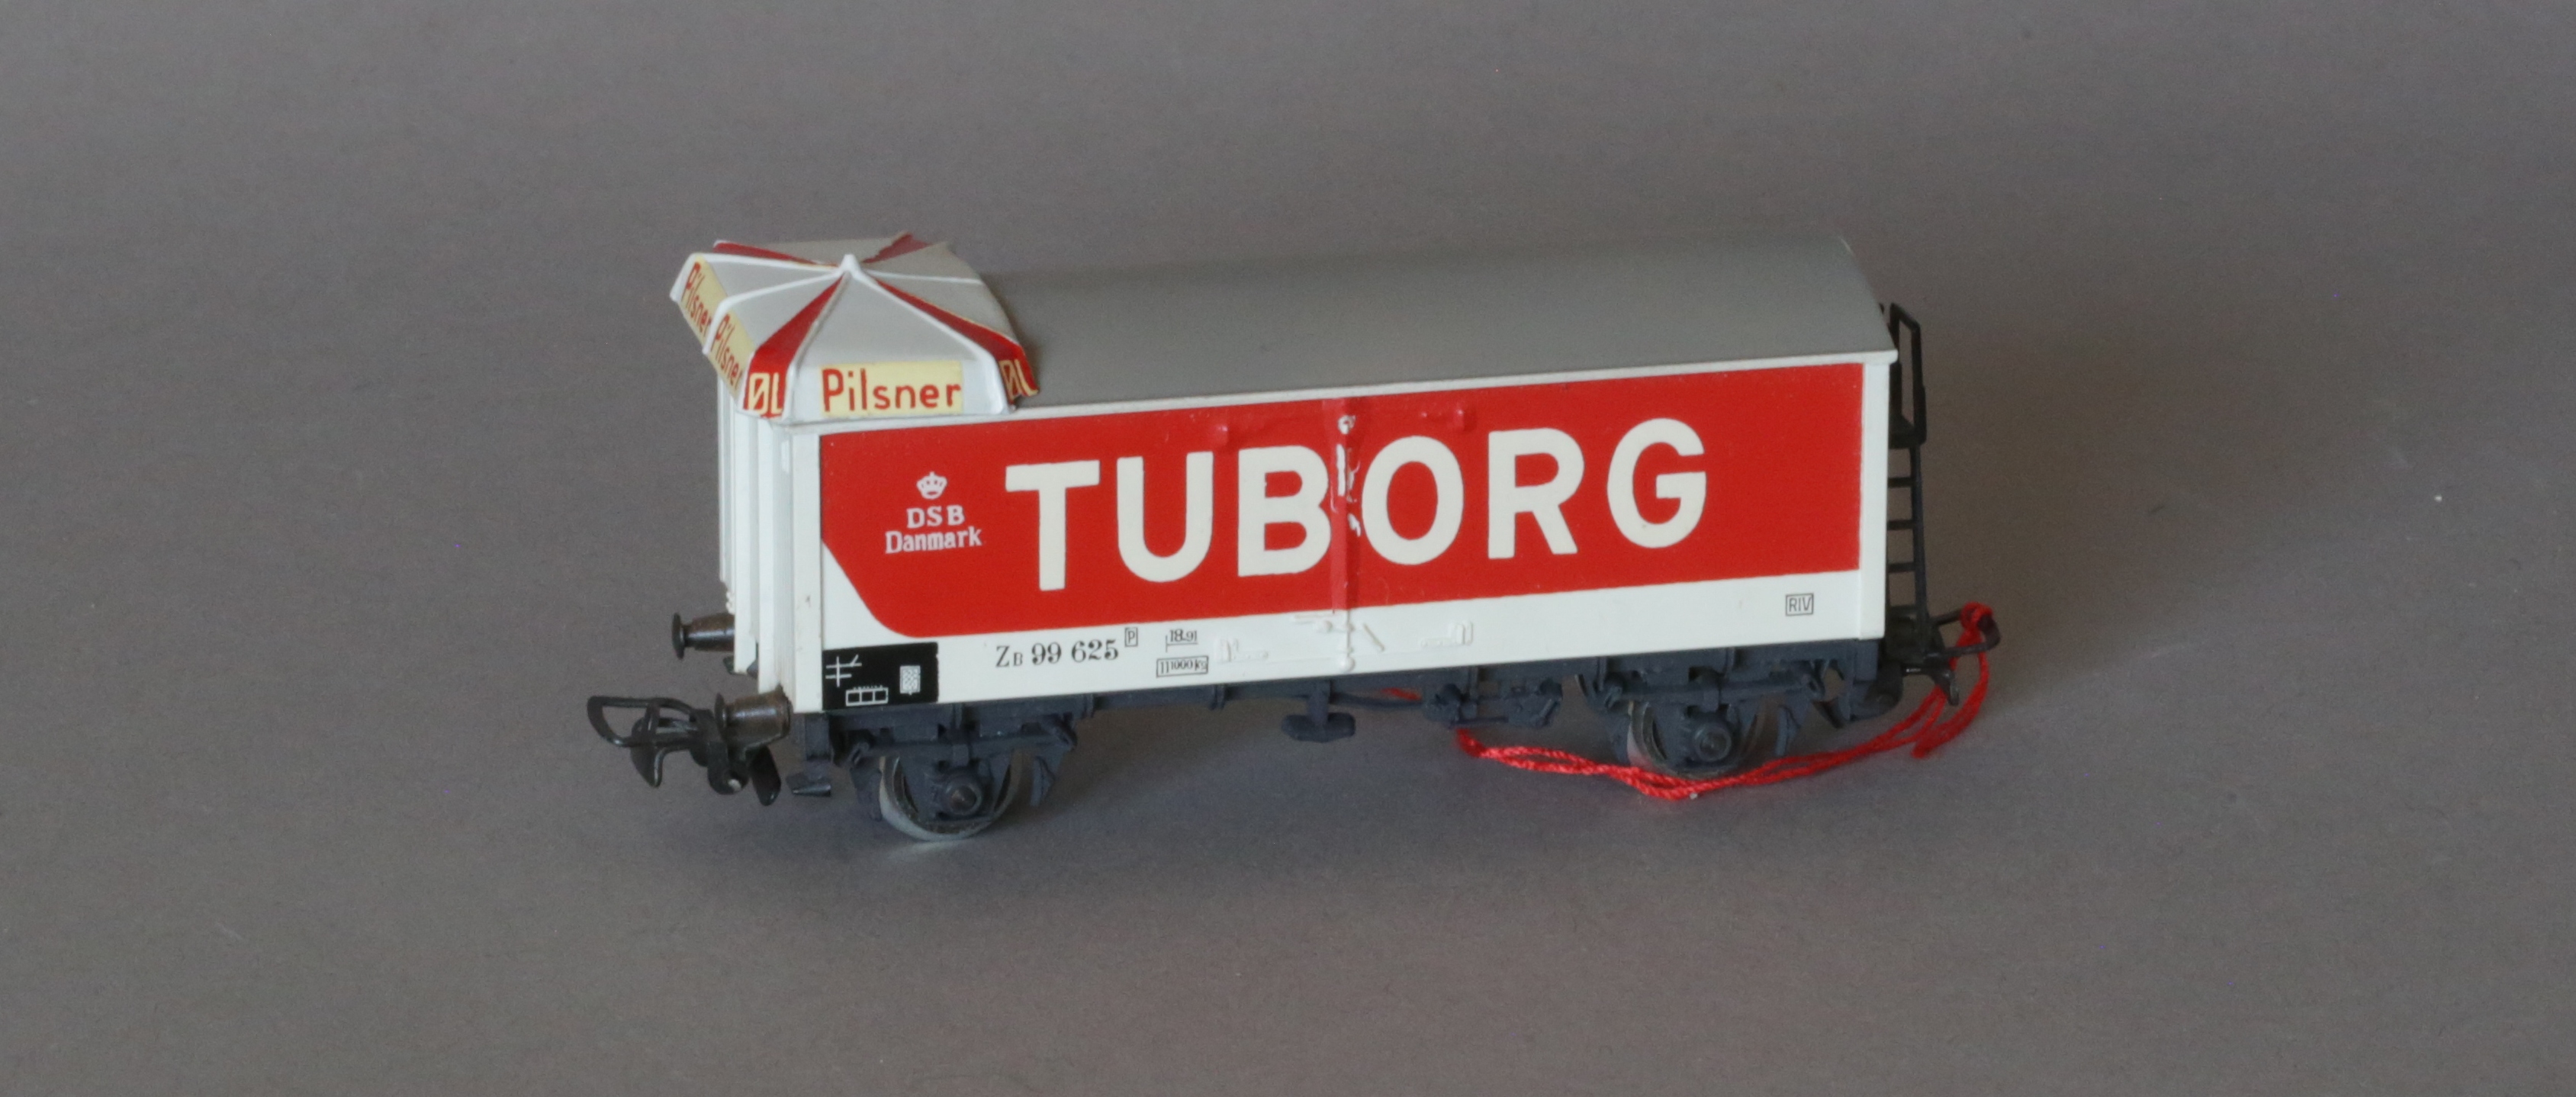 Pilsner
Pilsner
ØL
Pilsner
ØL
TUBORG
DSB
Danmark
ZB 99 625 P
RIV